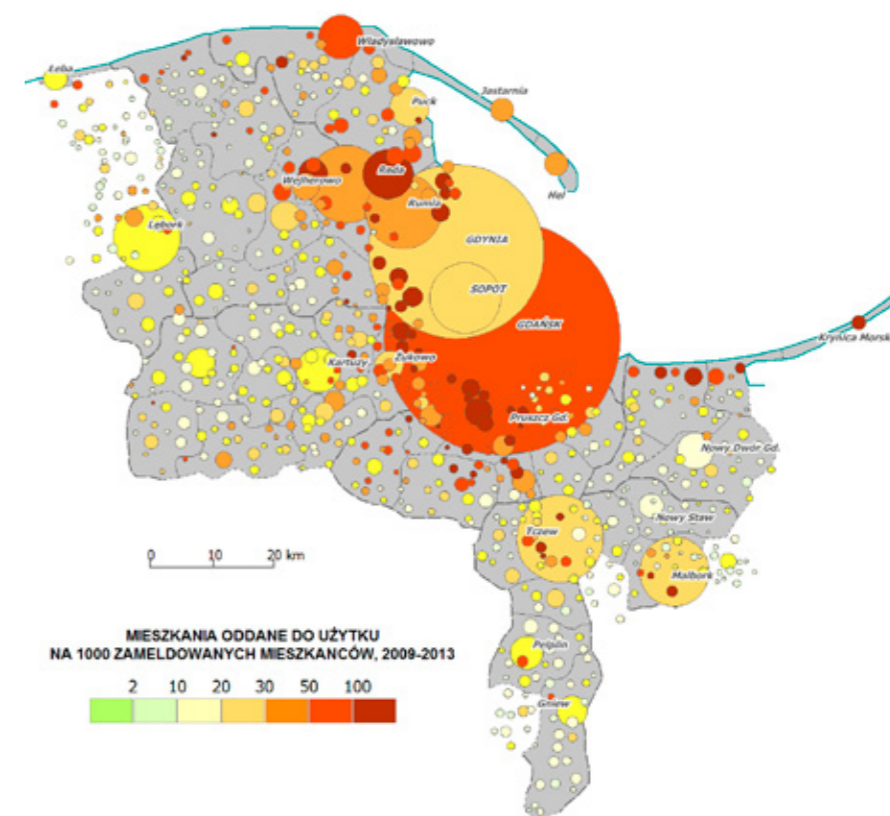 Władysławowo
Łeba
Jastarnia
Puck
Reda
Wejherowo
Hel
Rumia
Lębork
GDYNIA
SOPOT
GDAŃSK
Krynica Morsk
Kartuzy
Żukowo
Pruszcz Gd.
Nowy Dwór Gd.
Nowy Staw
Tczew
0 10 20 km
Malbork
MIESZKANIA ODDANE DO UŻYTKU
NA 1000 ZAMELDOWANYCH MIESZKANCÓW, 2009-2013
Pelplin
2 10 20 30 50 100
Gniew